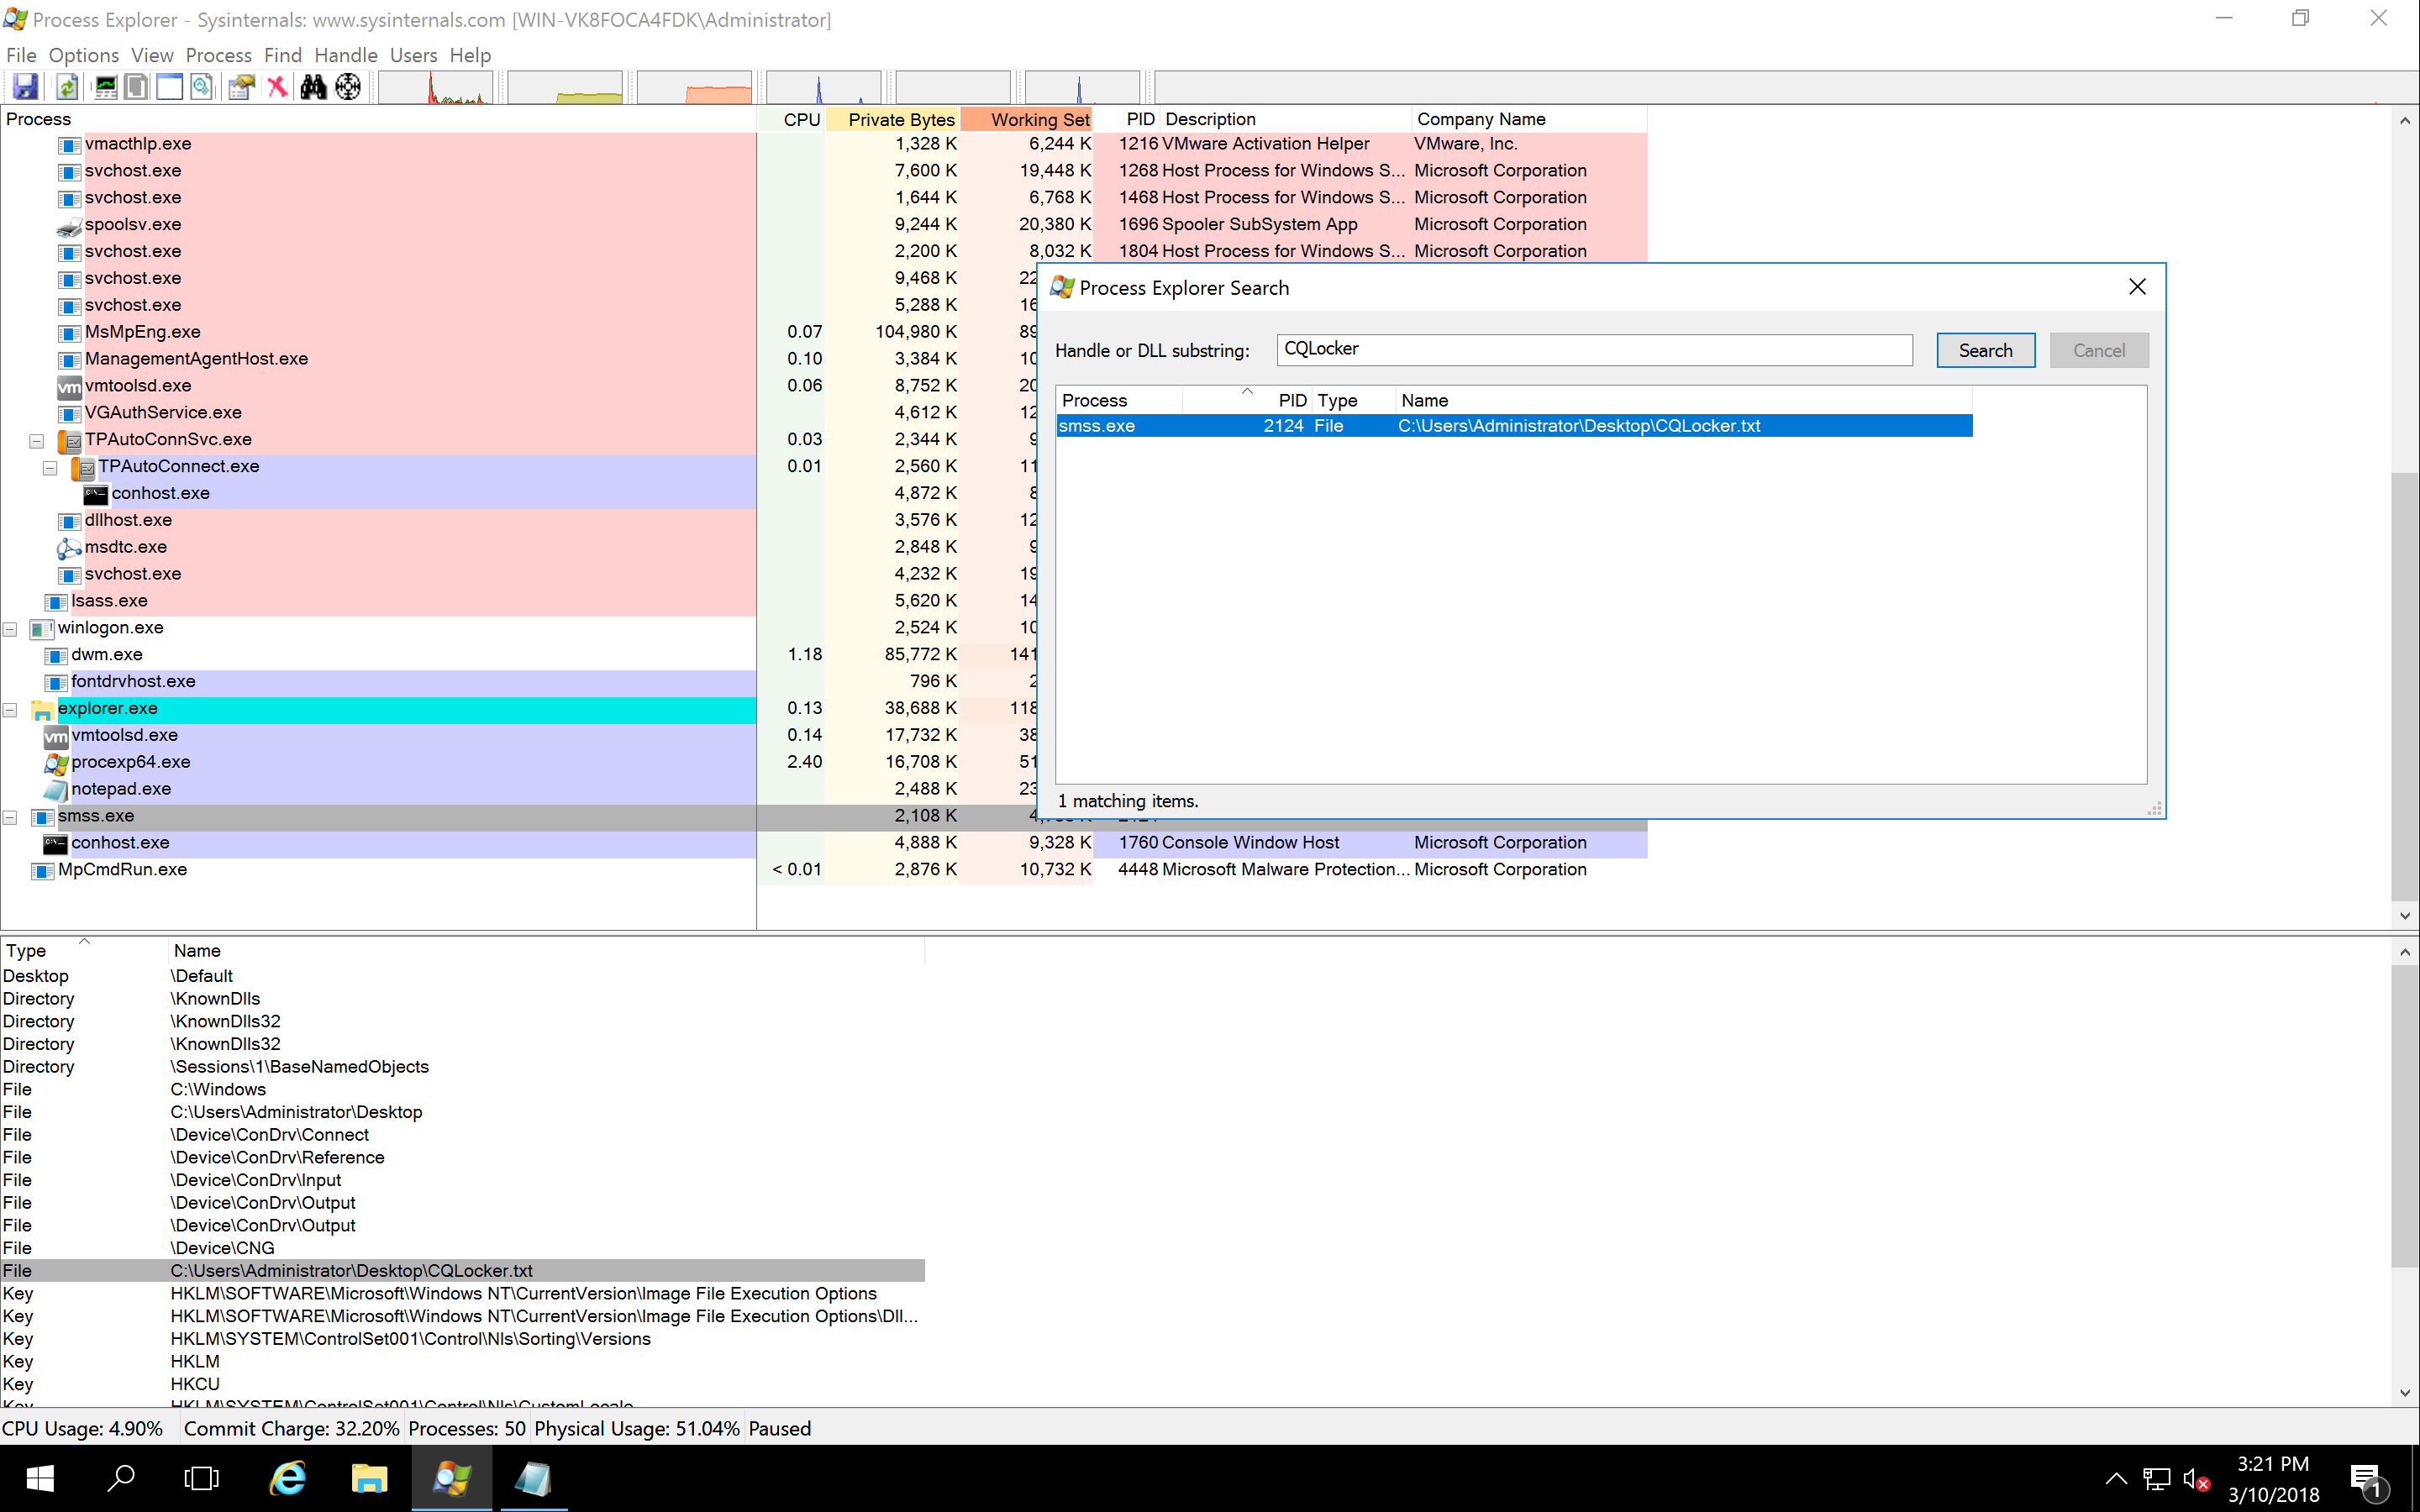 Process Explorer - Sysinternals: www.sysinternals.com [WIN-VK8FOCA4FDK\Administrator]
File Options View Process Find Handle Users Help
Process CPU Private Bytes Working Set PID Description Company Name
vmacthlp.exe 1,328 K 6,244 K 1216 VMware Activation Helper VMware, Inc.
svchost.exe 7,600 K 19,448 K 1268 Host Process for Windows S... Microsoft Corporation
svchost.exe 1,644 K 6,768 K 1468 Host Process for Windows S... Microsoft Corporation
spoolsv.exe 9,244 K 20,380 K 1696 Spooler SubSystem App Microsoft Corporation
svchost.exe 2,200 K 8,032 K 1804 Host Process for Windows S... Microsoft Corporation
svchost.exe 9,468 K 22
svchost.exe 5,288 K 16
MsMpEng.exe 0.07 104,980 K 89
ManagementAgentHost.exe 0.10 3,384 K 10
vmtoolsd.exe 0.06 8,752 K 20
VGAuthService.exe 4,612 K 12
TPAutoConnSvc.exe 0.03 2,344 K 9
TPAutoConnect.exe 0.01 2,560 K 11
conhost.exe 4,872 K 8
dllhost.exe 3,576 K 12
msdtc.exe 2,848 K 9
svchost.exe 4,232 K 19
lsass.exe 5,620 K 14
winlogon.exe 2,524 K 10
dwm.exe 1.18 85,772 K 141
fontdrvhost.exe 796 K 2
explorer.exe 0.13 38,688 K 118
vmtoolsd.exe 0.14 17,732 K 38
procexp64.exe 2.40 16,708 K 51
notepad.exe 2,488 K 23
smss.exe 2,108 K
conhost.exe 4,888 K 9,328 K 1760 Console Window Host Microsoft Corporation
MpCmdRun.exe < 0.01 2,876 K 10,732 K 4448 Microsoft Malware Protection... Microsoft Corporation
Process Explorer Search
Handle or DLL substring: CQLocker Search Cancel
Process PID Type Name
smss.exe 2124 File C:\Users\Administrator\Desktop\CQLocker.txt
1 matching items.
Type Name
Desktop \Default
Directory \KnownDlls
Directory \KnownDlls32
Directory \KnownDlls32
Directory \Sessions\1\BaseNamedObjects
File C:\Windows
File C:\Users\Administrator\Desktop
File \Device\ConDrv\Connect
File \Device\ConDrv\Reference
File \Device\ConDrv\Input
File \Device\ConDrv\Output
File \Device\ConDrv\Output
File \Device\CNG
File C:\Users\Administrator\Desktop\CQLocker.txt
Key HKLM\SOFTWARE\Microsoft\Windows NT\CurrentVersion\Image File Execution Options
Key HKLM\SOFTWARE\Microsoft\Windows NT\CurrentVersion\Image File Execution Options\Dll...
Key HKLM\SYSTEM\ControlSet001\Control\Nls\Sorting\Versions
Key HKLM
Key HKCU
Key HKLM\SYSTEM\ControlSet001\Control\Nls\CustomLocale
CPU Usage: 4.90% Commit Charge: 32.20% Processes: 50 Physical Usage: 51.04% Paused
3:21 PM
3/10/2018
1